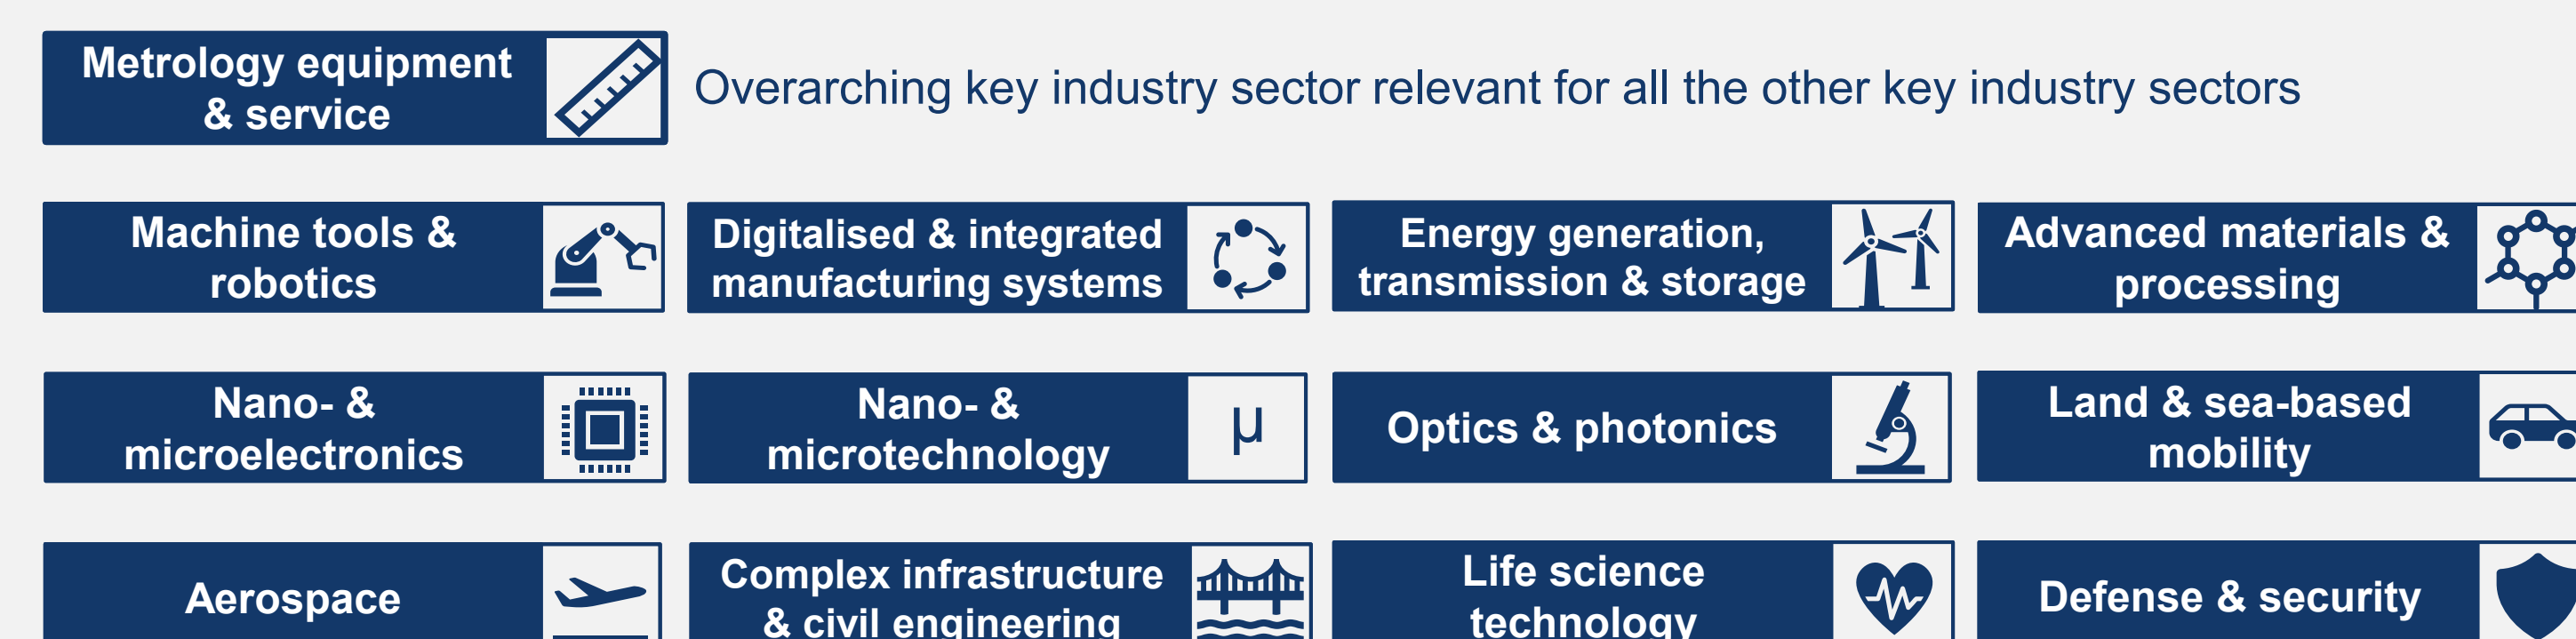 Metrology equipment
& service
Overarching key industry sector relevant for all the other key industry sectors
Machine tools &
robotics
Digitalised & integrated
manufacturing systems
Energy generation,
transmission & storage
Advanced materials &
processing
Nano- &
microelectronics
Nano- &
microtechnology
µ
Optics & photonics
Land & sea-based
mobility
Aerospace
Complex infrastructure
& civil engineering
Life science
technology
Defense & security